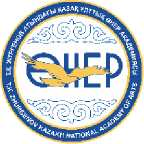 Т.Қ. ЖҮРГЕНОВ АТЫНДАҒЫ ҚАЗАҚ ҰЛТТЫҚ ӨНЕР АКАДЕМИЯСЫ
ӨНЕР
T.K. ZHURGENOV KAZAKH NATIONAL ACADEMY OF ARTS